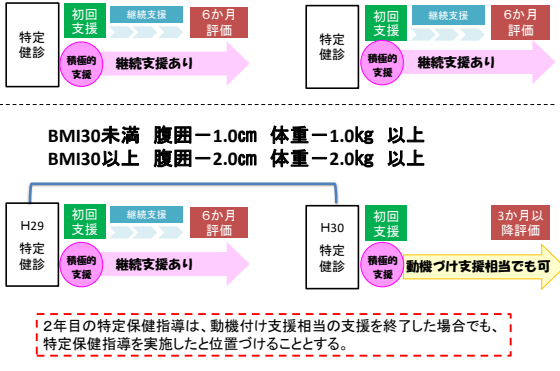 特定
健診
初回
支援
継続支援
6か月
評価
積極的
支援
継続支援あり
特定
健診
初回
支援
継続支援
6か月
評価
積極的
支援
継続支援あり
BMI30未満 腹囲－1.0㎝ 体重－1.0kg 以上
BMI30以上 腹囲－2.0㎝ 体重－2.0kg 以上
H29
特定
健診
初回
支援
継続支援
6か月
評価
積極的
支援
継続支援あり
H30
特定
健診
初回
支援
3か月以
降評価
積極的
支援
動機づけ支援相当でも可
２年目の特定保健指導は、動機付け支援相当の支援を終了した場合でも、
特定保健指導を実施したと位置づけることとする。